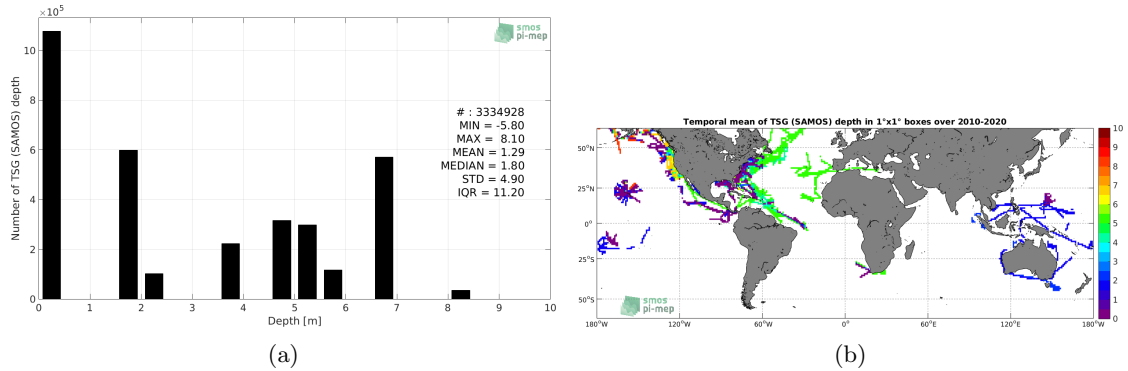 ×10⁵
10
8
6
4
2
0
Number of TSG (SAMOS) depth
smos
pi-mep
# : 3334928
MIN = -5.80
MAX = 8.10
MEAN = 1.29
MEDIAN = 1.80
STD = 4.90
IQR = 11.20
0 1 2 3 4 5 6 7 8 9 10
Depth [m]
(a)
Temporal mean of TSG (SAMOS) depth in 1°x1° boxes over 2010-2020
50°N
25°N
0°
25°S
50°S
smos
pi-mep
180°W 120°W 60°W 0° 60°E 120°E 180°W
10
9
8
7
6
5
4
3
2
1
0
(b)